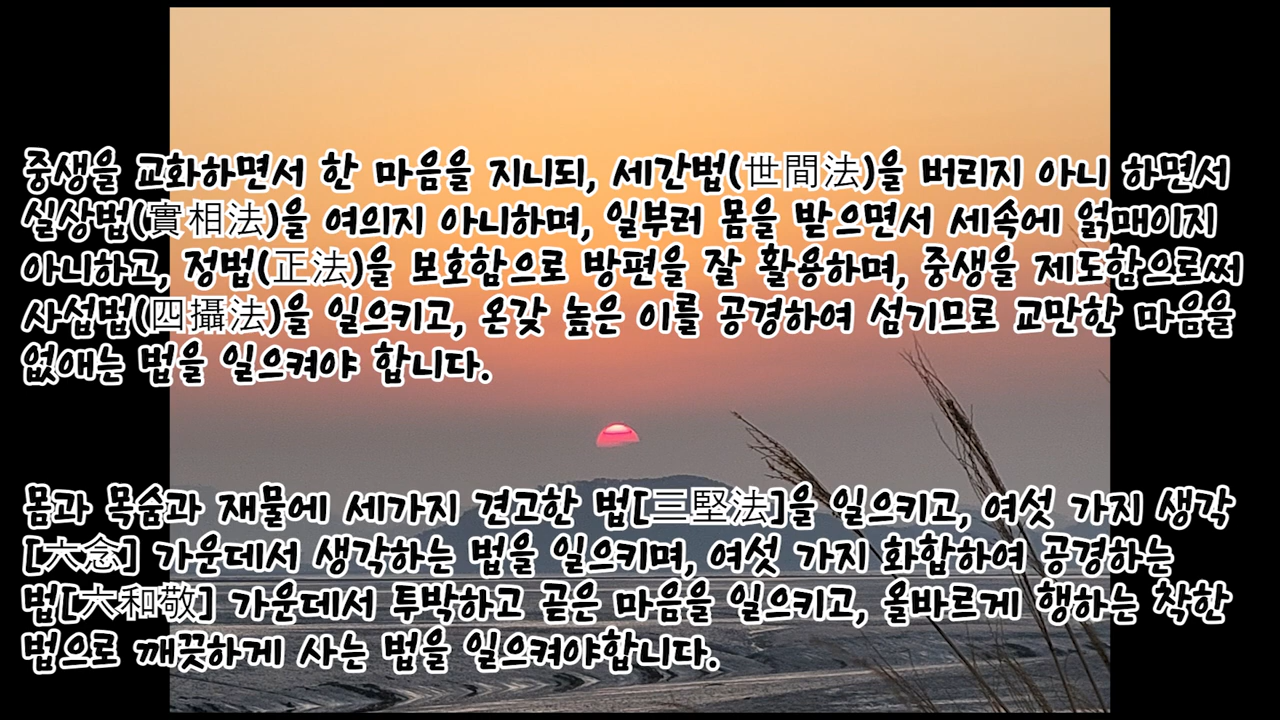 중생을 교화하면서 한 마음을 지니되, 세간법(世間法)을 버리지 아니 하면서
실상법(實相法)을 여의지 아니하며, 일부러 몸을 받으면서 세속에 얽매이지
아니하고, 정법(正法)을 보호함으로 방편을 잘 활용하며, 중생을 제도함으로써
사섭법(四攝法)을 일으키고, 온갖 높은 이를 공경하여 섬기므로 교만한 마음을
없애는 법을 일으켜야 합니다.
몸과 목숨과 재물에 세가지 견고한 법[三堅法]을 일으키고, 여섯 가지 생각
[六念] 가운데서 생각하는 법을 일으키며, 여섯 가지 화합하여 공경하는
법[六和敬] 가운데서 투박하고 곧은 마음을 일으키고, 올바르게 행하는 착한
법으로 깨끗하게 사는 법을 일으켜야합니다.